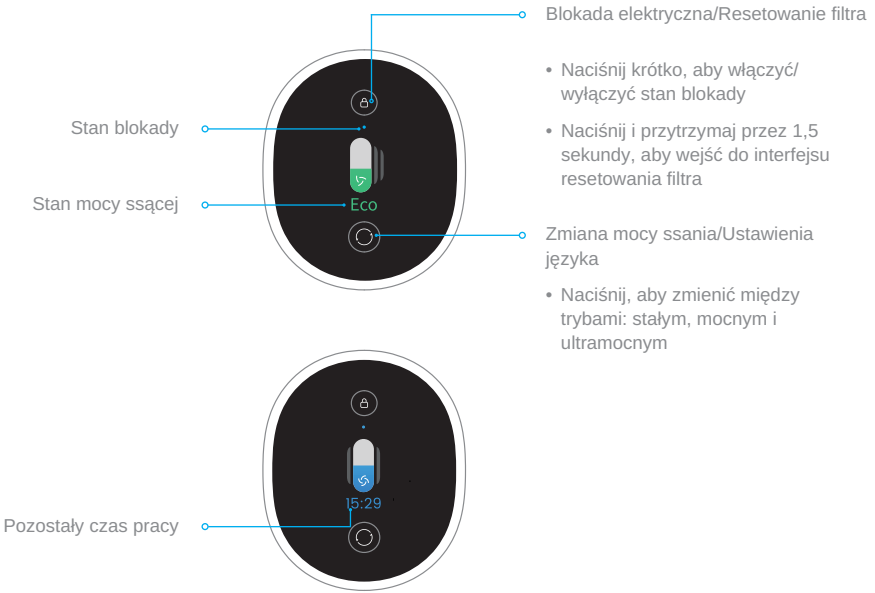 Blokada elektryczna/Resetowanie filtra
• Naciśnij krótko, aby włączyć/
wyłączyć stan blokady
• Naciśnij i przytrzymaj przez 1,5
sekundy, aby wejść do interfejsu
resetowania filtra
Stan blokady
Stan mocy ssącej
Eco
Zmiana mocy ssania/Ustawienia
języka
• Naciśnij, aby zmienić między
trybami: stałym, mocnym i
ultramocnym
15:29
Pozostały czas pracy